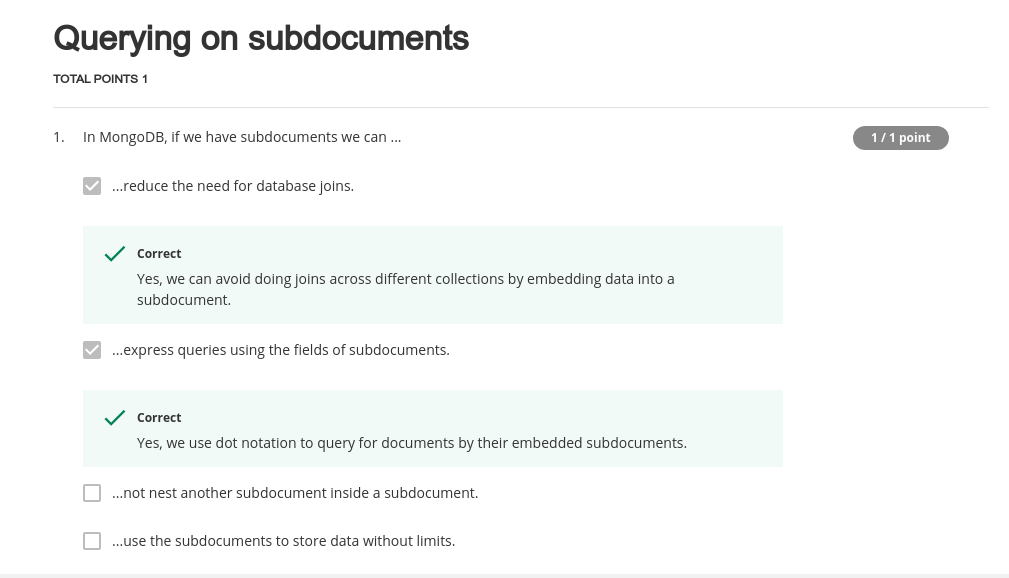 Querying on subdocuments
TOTAL POINTS 1
1. In MongoDB, if we have subdocuments we can ...
1 / 1 point
...reduce the need for database joins.
Correct
Yes, we can avoid doing joins across different collections by embedding data into a
subdocument.
...express queries using the fields of subdocuments.
Correct
Yes, we use dot notation to query for documents by their embedded subdocuments.
...not nest another subdocument inside a subdocument.
...use the subdocuments to store data without limits.